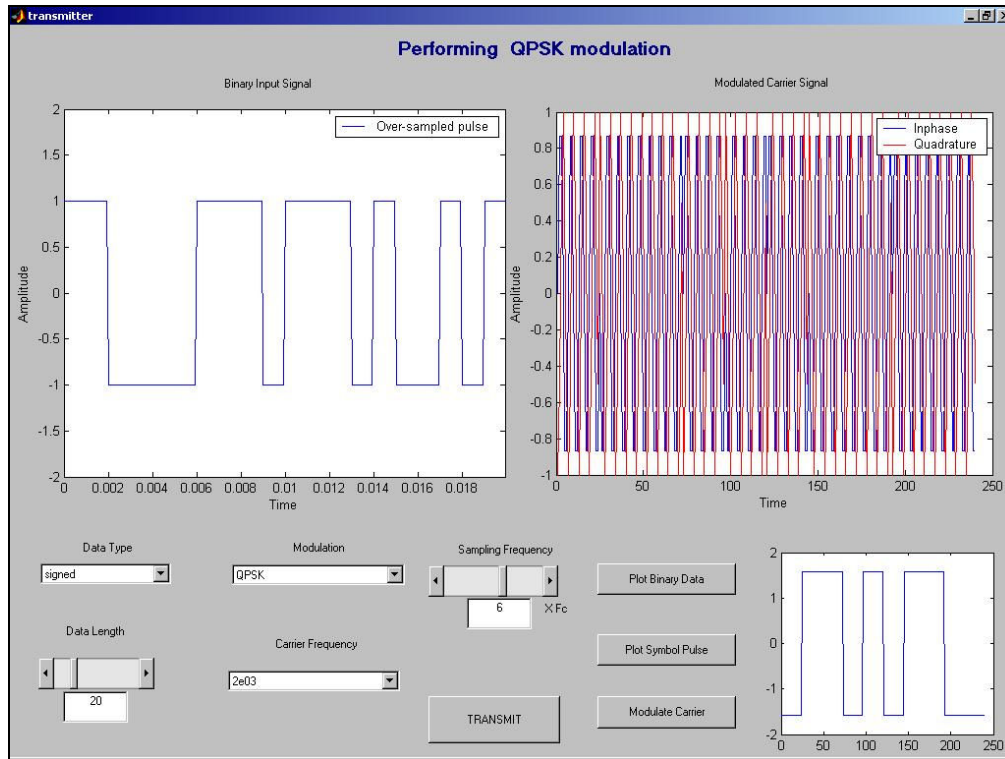 transmitter
Performing QPSK modulation
Binary Input Signal
Modulated Carrier Signal
Over-sampled pulse
Inphase
Quadrature
2
1.5
1
0.5
0
-0.5
-1
-1.5
-2
Amplitude
0 0.002 0.004 0.006 0.008 0.01 0.012 0.014 0.016 0.018
Time
1
0.8
0.6
0.4
0.2
0
-0.2
-0.4
-0.6
-0.8
-1
Amplitude
0 50 100 150 200 250
Time
Data Type
signed
Modulation
QPSK
Sampling Frequency
6
X Fc
Plot Binary Data
Data Length
20
Carrier Frequency
2e03
Plot Symbol Pulse
TRANSMIT
Modulate Carrier
2
1
0
-1
-2
0 50 100 150 200 250